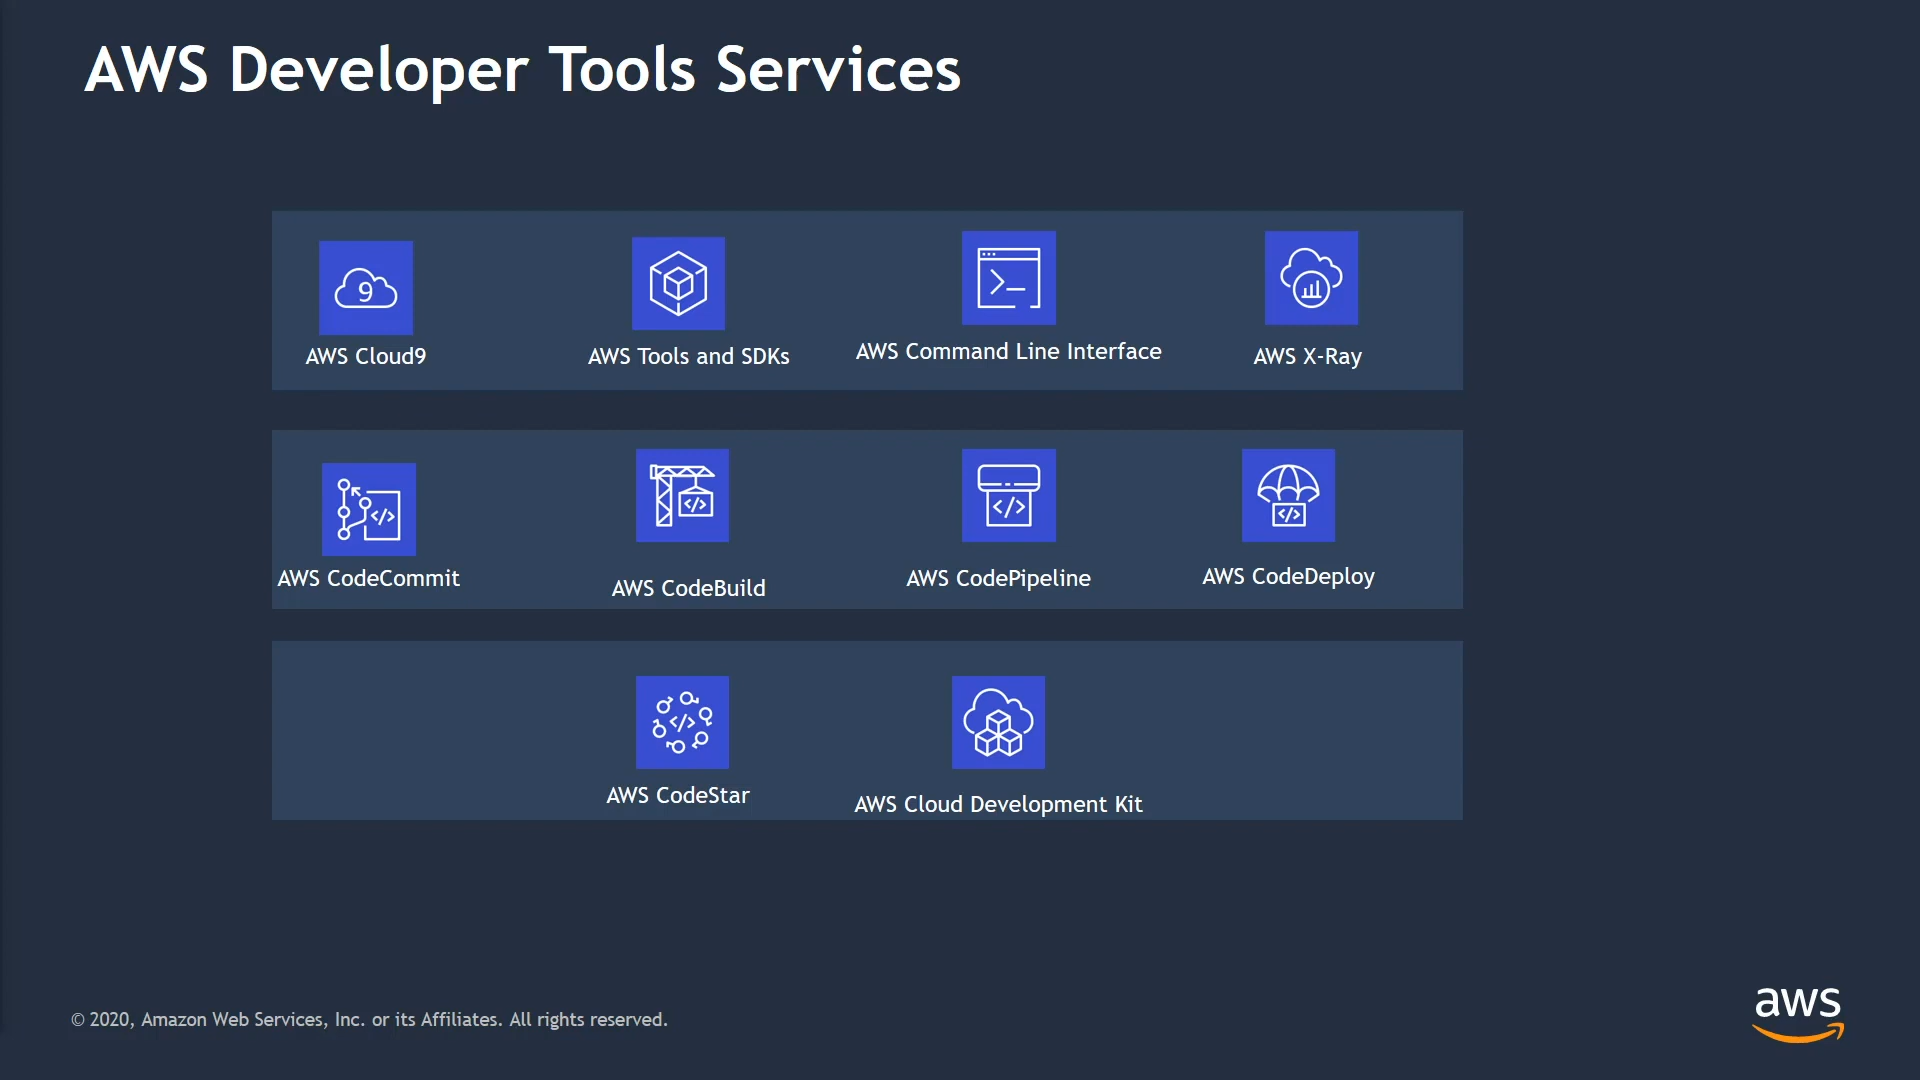 AWS Developer Tools Services
9
AWS Cloud9
AWS Tools and SDKs
AWS Command Line Interface
AWS X-Ray
</>
AWS CodeCommit
</>
AWS CodeBuild
</>
AWS CodePipeline
</>
AWS CodeDeploy
</>
AWS CodeStar
AWS Cloud Development Kit
© 2020, Amazon Web Services, Inc. or its Affiliates. All rights reserved.
aws